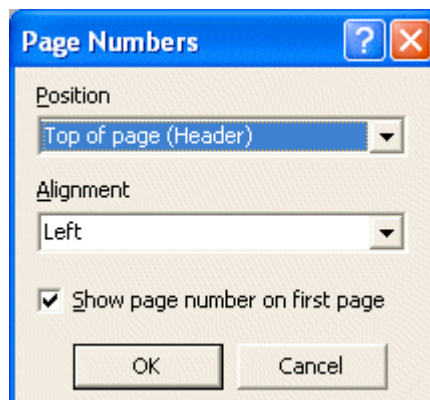 Page Numbers
Position
Top of page (Header)
Alignment
Left
Show page number on first page
OK Cancel